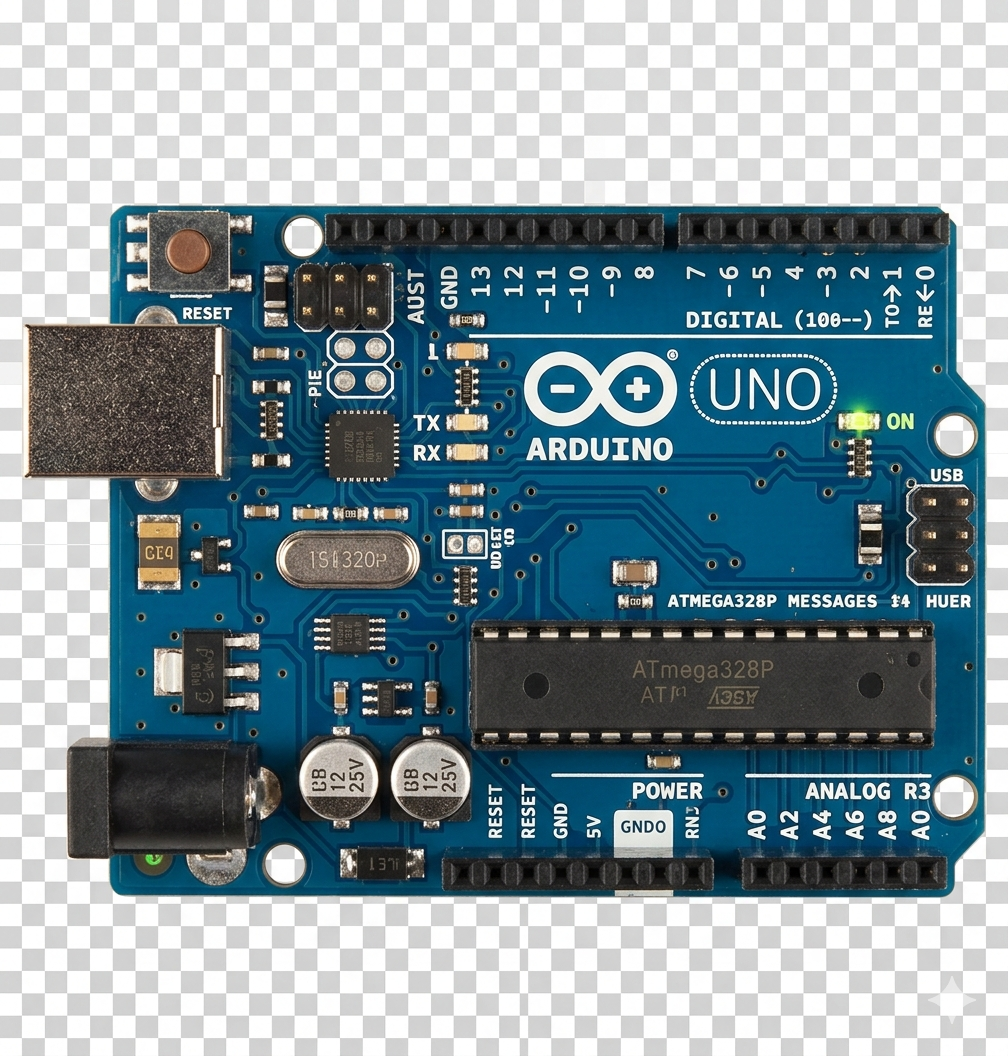 RESET
AUST
GND
13
12
-11
-10
-9
8
7
-6
-5
4
-3
2
TO→1
RE←0
DIGITAL (100--)
-PIE
UNO
ON
TX
RX
ARDUINO
USB
ATMEGA328P MESSAGES
HUER
ATmega328P
BB
12
25V
BB
12
25V
POWER
ANALOG R3
RESET
RESET
GND
5V
GNDO
A0
A2
A4
A6
A8
A0